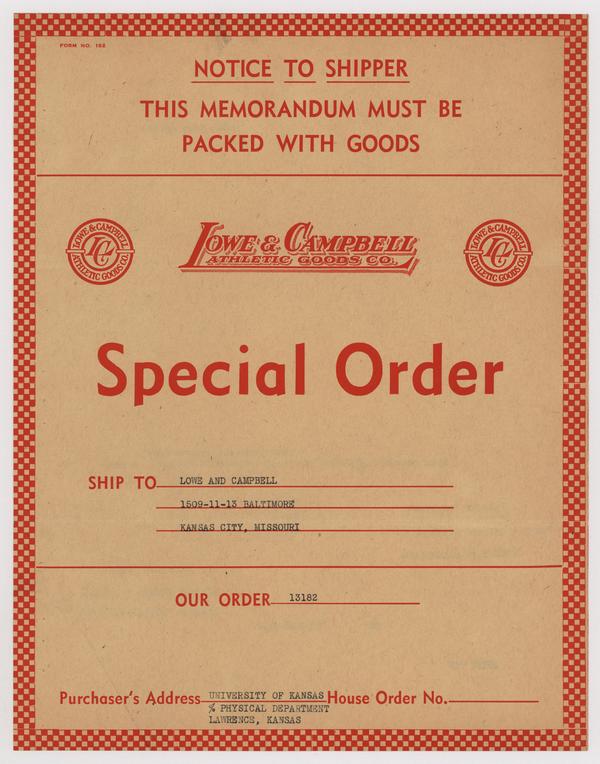 FORM NO. 152
NOTICE TO SHIPPER
THIS MEMORANDUM MUST BE
PACKED WITH GOODS
LOWE & CAMPBELL
LC
ATHLETIC GOODS CO.
LOWE & CAMPBELL
ATHLETIC GOODS CO.
LOWE & CAMPBELL
LC
ATHLETIC GOODS CO.
Special Order
SHIP TO LOWE AND CAMPBELL
1509-11-13 BALTIMORE
KANSAS CITY, MISSOURI
OUR ORDER 13182
Purchaser's Address UNIVERSITY OF KANSAS House Order No.
% PHYSICAL DEPARTMENT
LAWRENCE, KANSAS